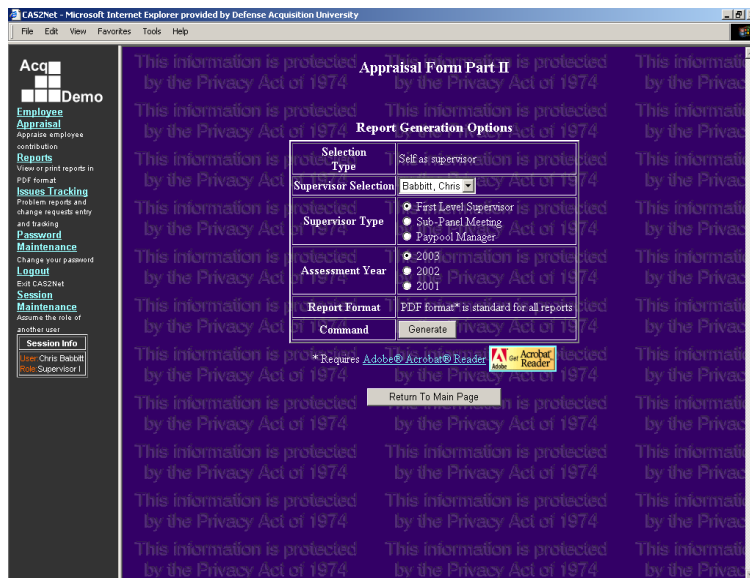 CAS2Net - Microsoft Internet Explorer provided by Defense Acquisition University
File Edit View Favorites Tools Help
Acq
Demo
Employee
Appraisal
Appraise employee
contribution
Reports
View or print reports in
PDF format
Issues Tracking
Problem reports and
change requests entry
and tracking
Password
Maintenance
Change your password
Logout
Exit CAS2Net
Session
Maintenance
Assume the role of
another user
Session Info
User:Chris Babbitt
Role:Supervisor I
Appraisal Form Part II
Report Generation Options
Selection
Type
Self as supervisor
Supervisor Selection
Babbitt, Chris
Supervisor Type
First Level Supervisor
Sub-Panel Meeting
Paypool Manager
Assessment Year
2003
2002
2001
Report Format
PDF format* is standard for all reports
Command
Generate
* Requires Adobe® Acrobat® Reader
Adobe
Get Acrobat
Reader
Return To Main Page
This information is protected
by the Privacy Act of 1974